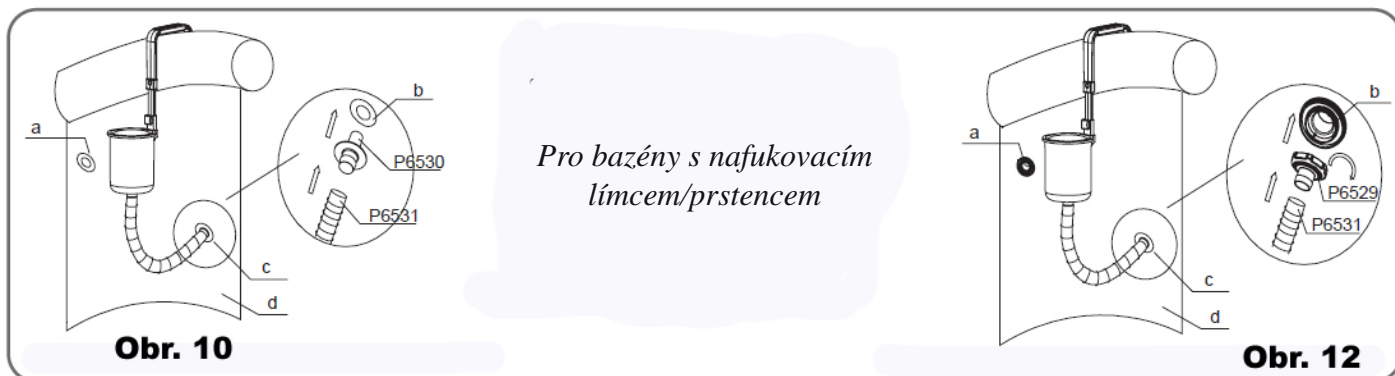 a
b
P6530
P6531
c
d
Obr. 10
Pro bazény s nafukovacím
límcem/prstencem
a
b
P6529
P6531
c
d
Obr. 12